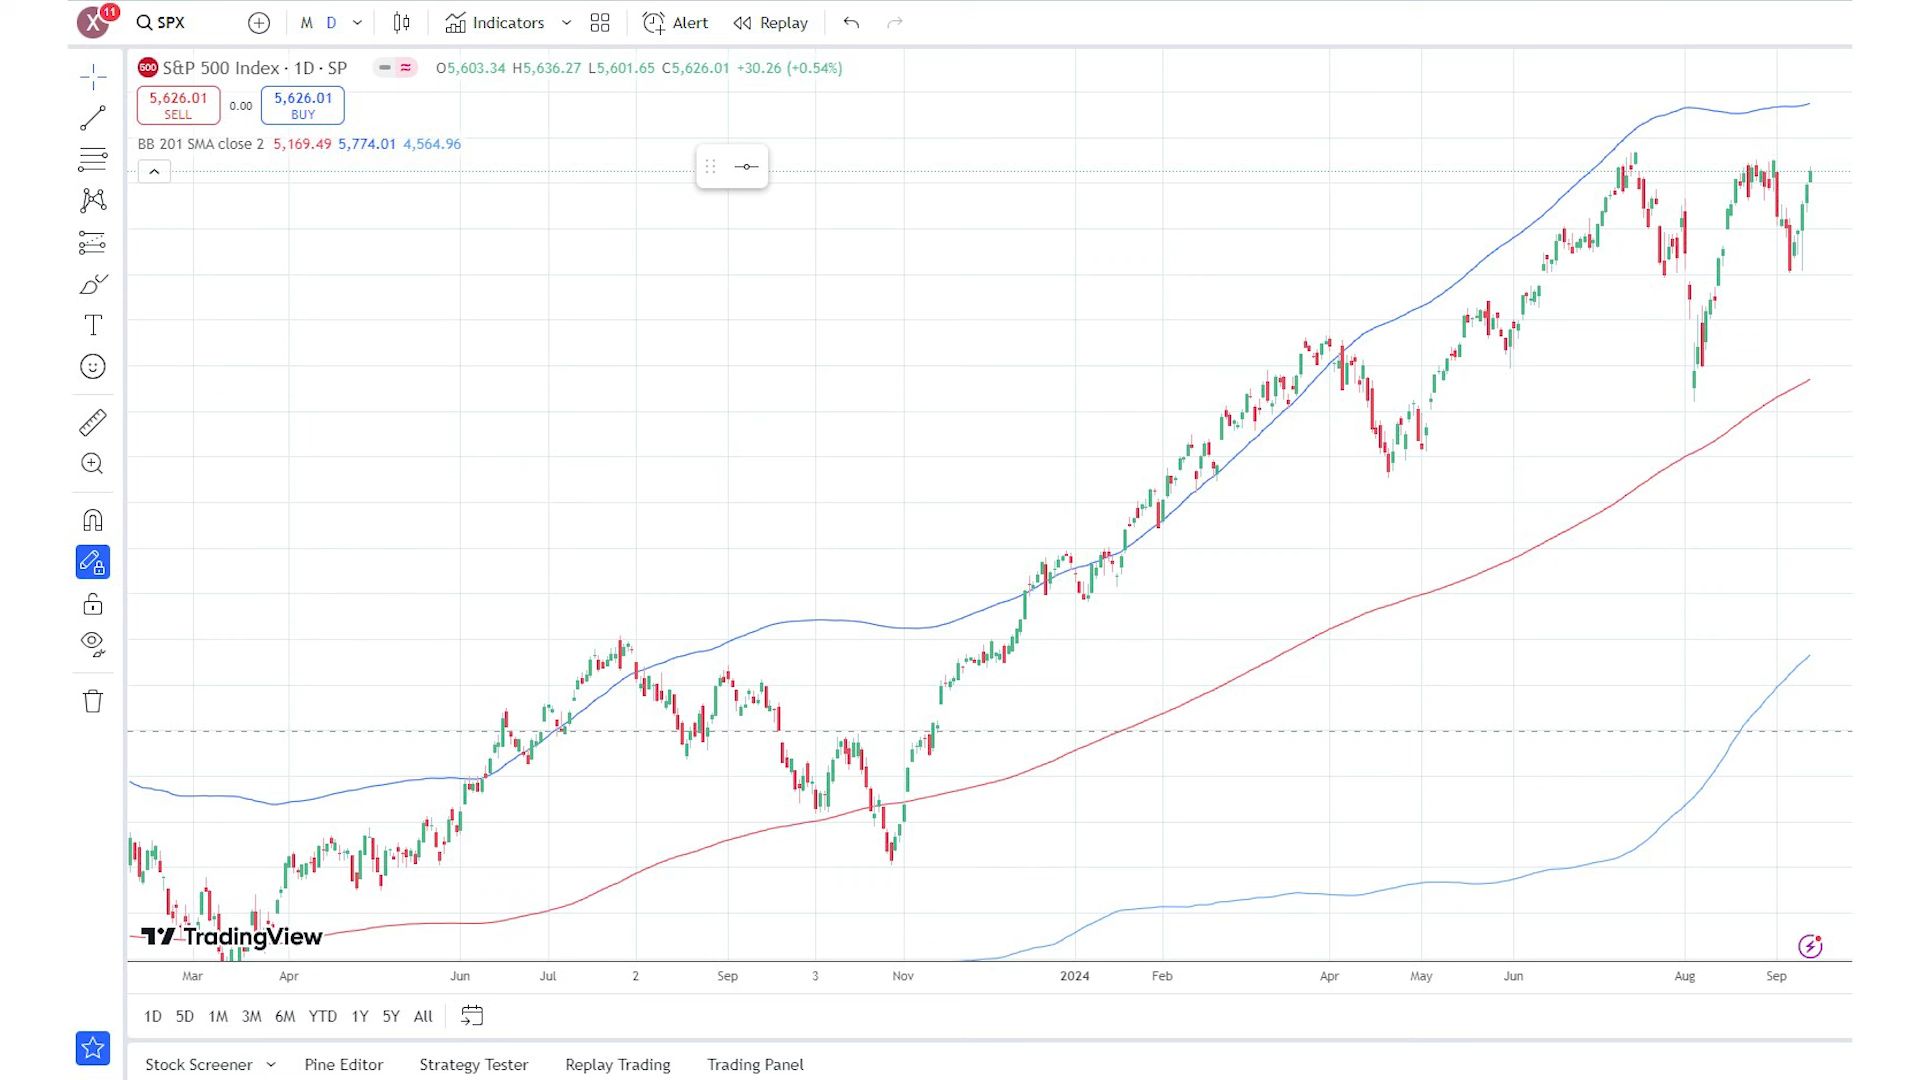 X 11 SPX M D Indicators Alert Replay
500 S&P 500 Index · 1D · SP O5,603.34 H5,636.27 L5,601.65 C5,626.01 +30.26 (+0.54%)
5,626.01 0.00 5,626.01
SELL BUY
BB 201 SMA close 2 5,169.49 5,774.01 4,564.96
TradingView
Mar Apr Jun Jul 2 Sep 3 Nov 2024 Feb Apr May Jun Aug Sep
1D 5D 1M 3M 6M YTD 1Y 5Y All
Stock Screener Pine Editor Strategy Tester Replay Trading Trading Panel